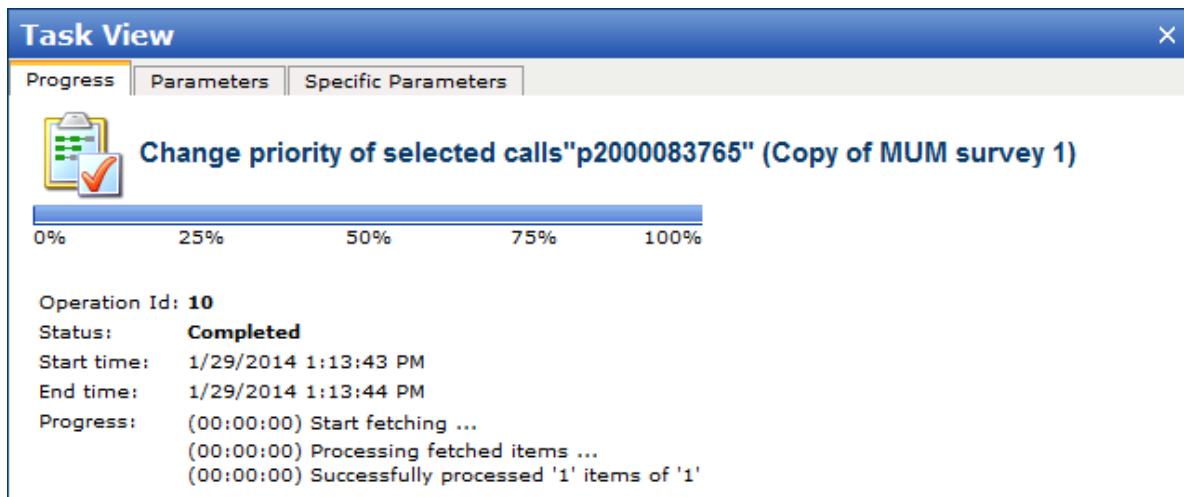 Task View
Progress Parameters Specific Parameters
Change priority of selected calls"p2000083765" (Copy of MUM survey 1)
0% 25% 50% 75% 100%
Operation Id: 10
Status: Completed
Start time: 1/29/2014 1:13:43 PM
End time: 1/29/2014 1:13:44 PM
Progress: (00:00:00) Start fetching ...
(00:00:00) Processing fetched items ...
(00:00:00) Successfully processed '1' items of '1'